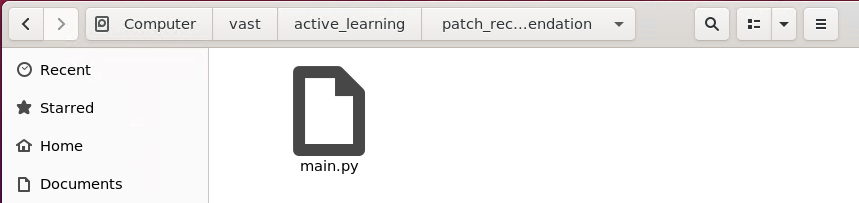 Computer vast active_learning patch_rec...endation
Recent
Starred
Home
Documents
main.py